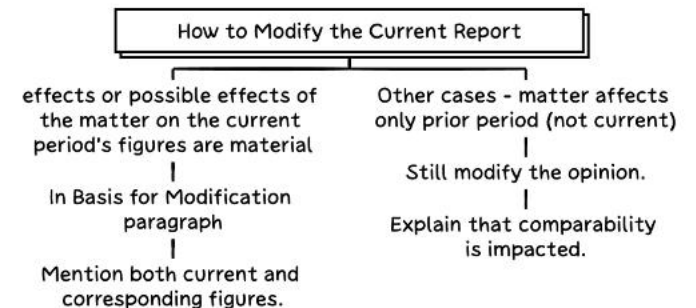 How to Modify the Current Report
effects or possible effects of
the matter on the current
period's figures are material
In Basis for Modification
paragraph
Mention both current and
corresponding figures.
Other cases - matter affects
only prior period (not current)
Still modify the opinion.
Explain that comparability
is impacted.